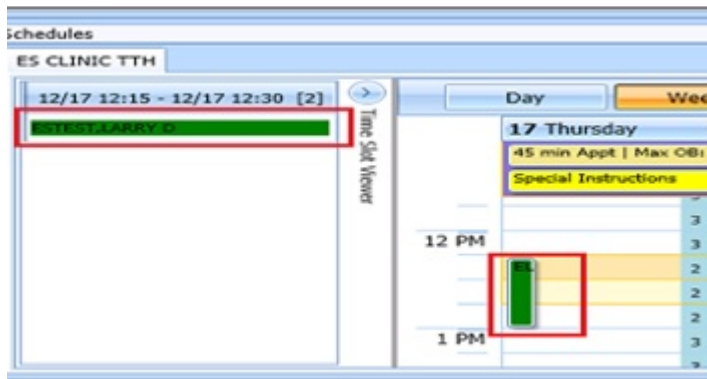 Schedules
ES CLINIC TTH
12/17 12:15 - 12/17 12:30 [2]
ESTEST,LARRY D
Time Slot Viewer
Day
Wee
17 Thursday
45 min Appt | Max OB:
Special Instructions
3
3
12 PM
3
EL
2
2
2
1 PM
3